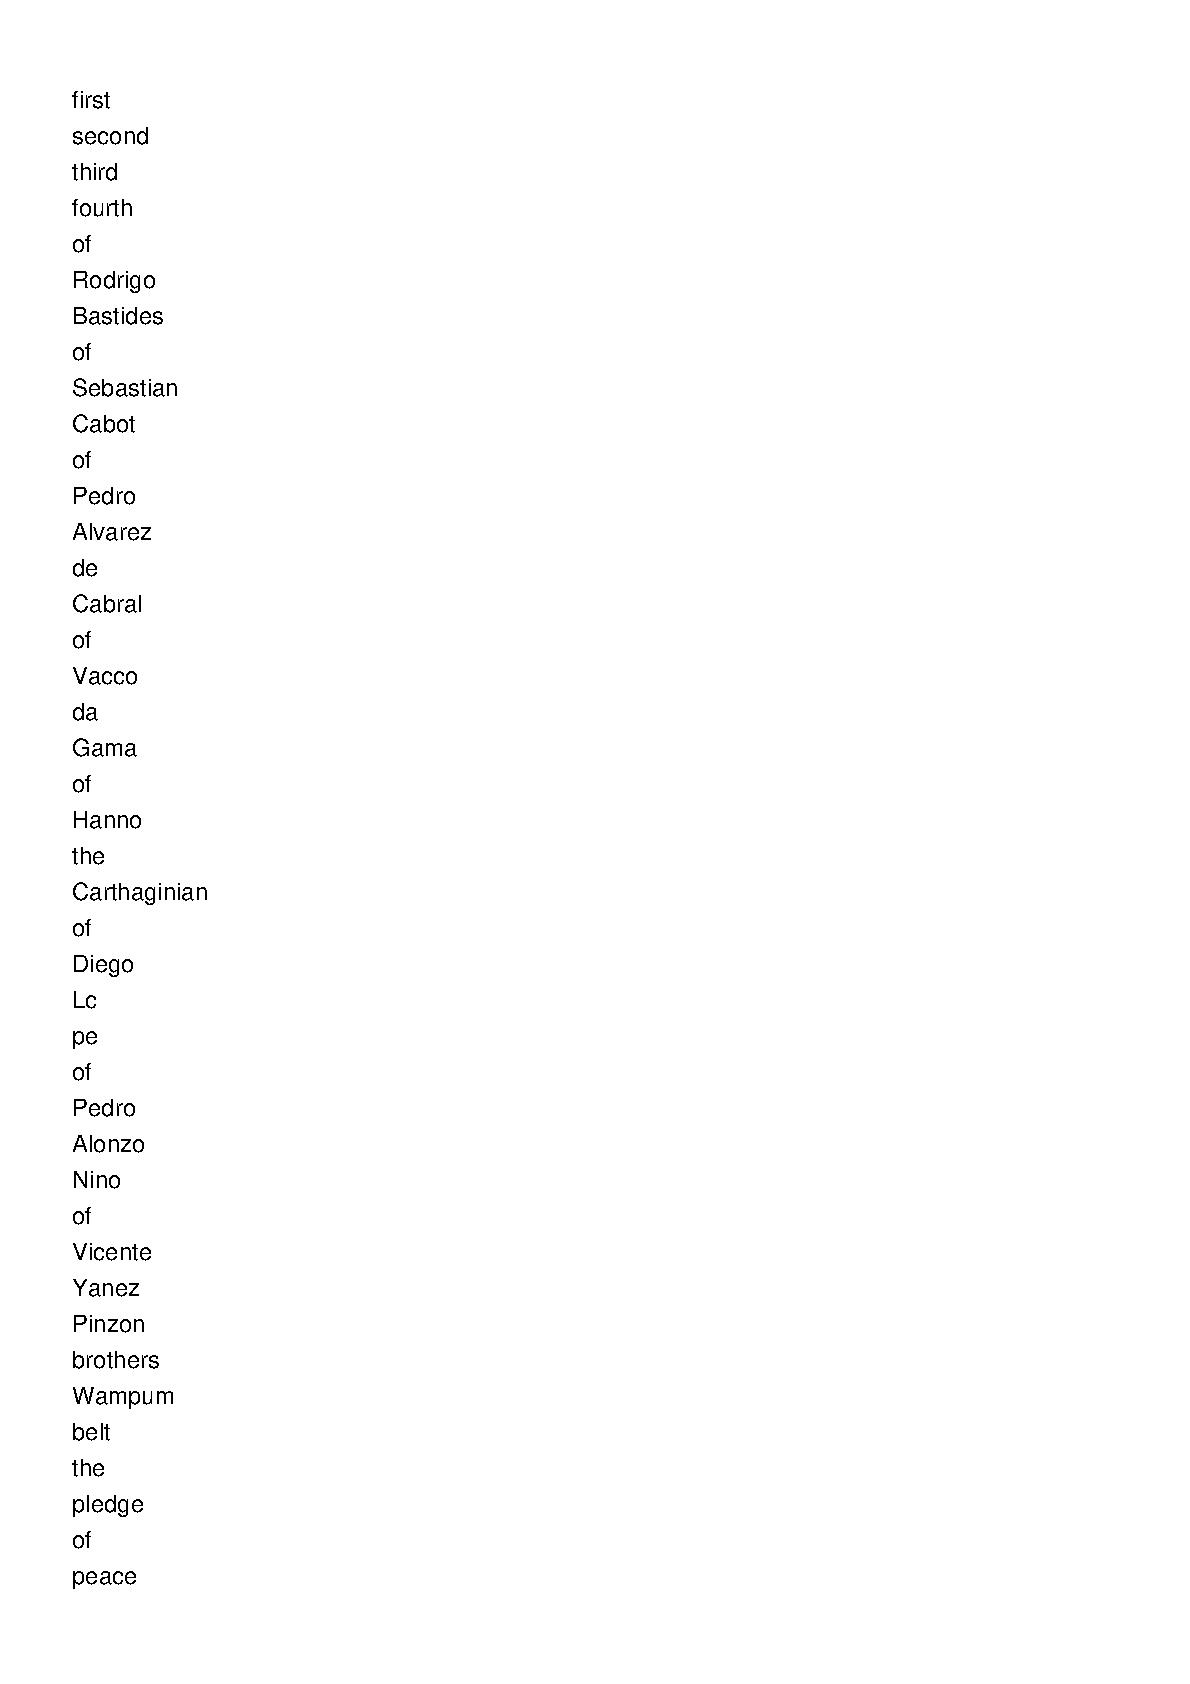 first
second
third
fourth
of
Rodrigo
Bastides
of
Sebastian
Cabot
of
Pedro
Alvarez
de
Cabral
of
Vacco
da
Gama
of
Hanno
the
Carthaginian
of
Diego
Lc
pe
of
Pedro
Alonzo
Nino
of
Vicente
Yanez
Pinzon
brothers
Wampum
belt
the
pledge
of
peace